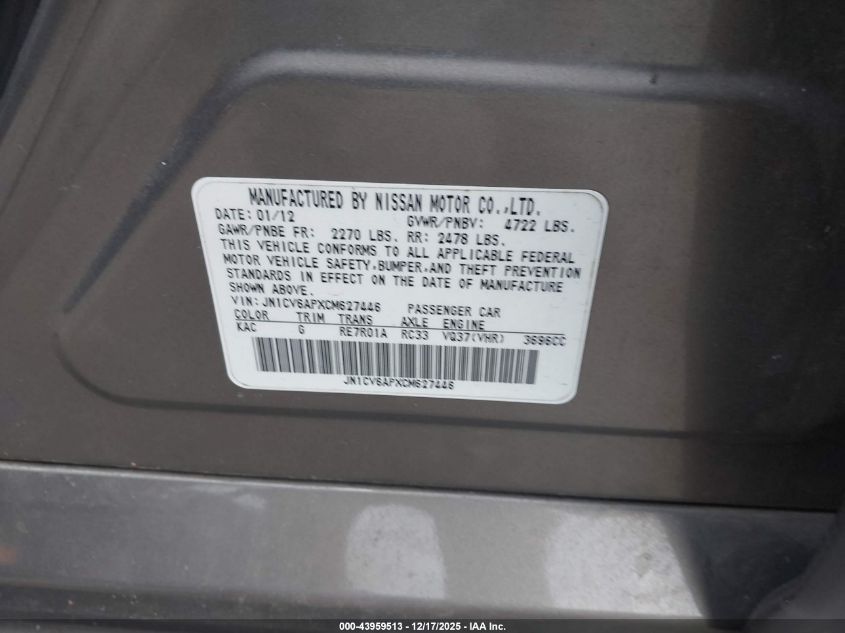 MANUFACTURED BY NISSAN MOTOR CO.,LTD.
DATE: 01/12 GVWR/PNBV: 4722 LBS.
GAWR/PNBE FR: 2270 LBS. RR: 2478 LBS.
THIS VEHICLE CONFORMS TO ALL APPLICABLE FEDERAL
MOTOR VEHICLE SAFETY,BUMPER,AND THEFT PREVENTION
STANDARDS IN EFFECT ON THE DATE OF MANUFACTURE
SHOWN ABOVE.
VIN: JN1CV6APXCM627446 PASSENGER CAR
COLOR TRIM TRANS AXLE ENGINE
KAC G RE7R01A RC33 VQ37(VHR) 3696CC
JN1CV6APXCM627446
000-43959513 - 12/17/2025 - IAA Inc.